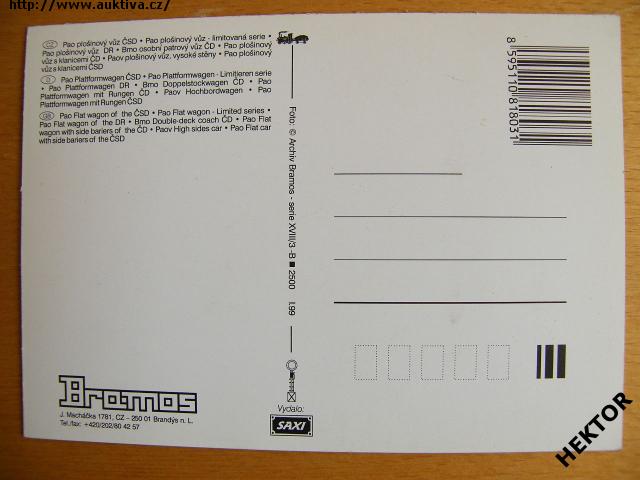 http://www.auktiva.cz/
CZ Pao plošinový vůz ČSD • Pao plošinový vůz - limitovaná serie •
Pao plošinový vůz DR • Bmo osobní patrový vůz ČD • Pao plošinový
vůz s klanicemi ČD • Paov plošinový vůz, vysoké stěny • Pao plošinový
vůz s klanicemi ČSD
D Pao Plattformwagen ČSD • Pao Plattformwagen - Limitieren serie
• Pao Plattformwagen DR • Bmo Doppelstockwagen ČD • Pao
Plattformwagen mit Rungen ČD • Paov Hochbordwagen • Pao
Plattformwagen mit Rungen ČSD
GB Pao Flat wagon of the ČSD • Pao Flat wagon - Limited series •
Pao Flat wagon of the DR • Bmo Double-deck coach ČD • Pao Flat
wagon with side bariers of the ČD • Paov High sides car • Pao Flat car
with side bariers of the ČSD
Foto: © Archiv Bramos - serie XVIII/3 -B ■ 2500 I.99
8 595110 818031
Bramos
J. Macháčka 1781, CZ - 250 01 Brandýs n. L.
Tel./fax: +420/202/80 42 57
Vydalo:
SAXI
HEKTOR